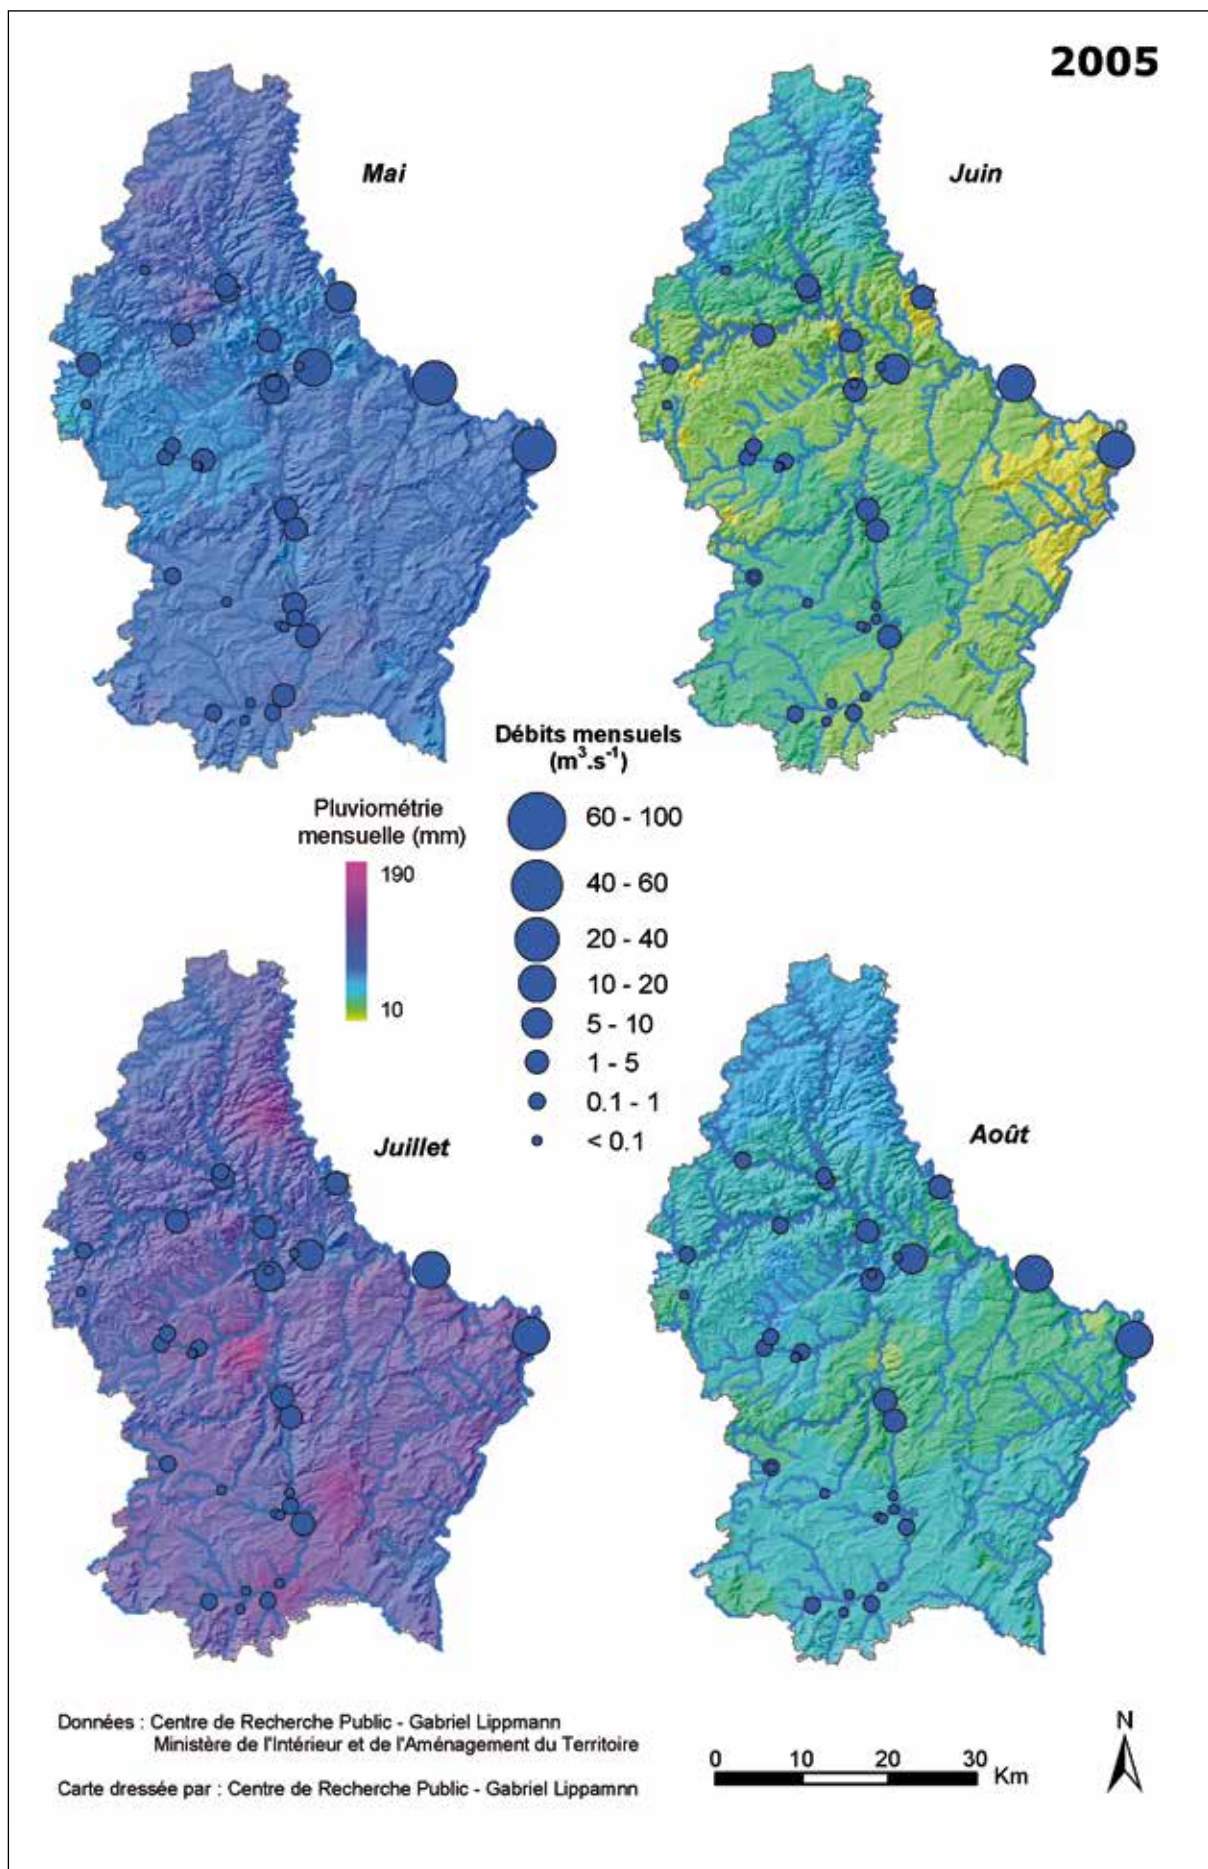 2005
Mai
Juin
Débits mensuels
(m³.s⁻¹)
Pluviométrie
mensuelle (mm)
190
10
60 - 100
40 - 60
20 - 40
10 - 20
5 - 10
1 - 5
0.1 - 1
< 0.1
Juillet
Août
Données : Centre de Recherche Public - Gabriel Lippmann
Ministère de l'Intérieur et de l'Aménagement du Territoire
Carte dressée par : Centre de Recherche Public - Gabriel Lippamnn
0 10 20 30
Km
N